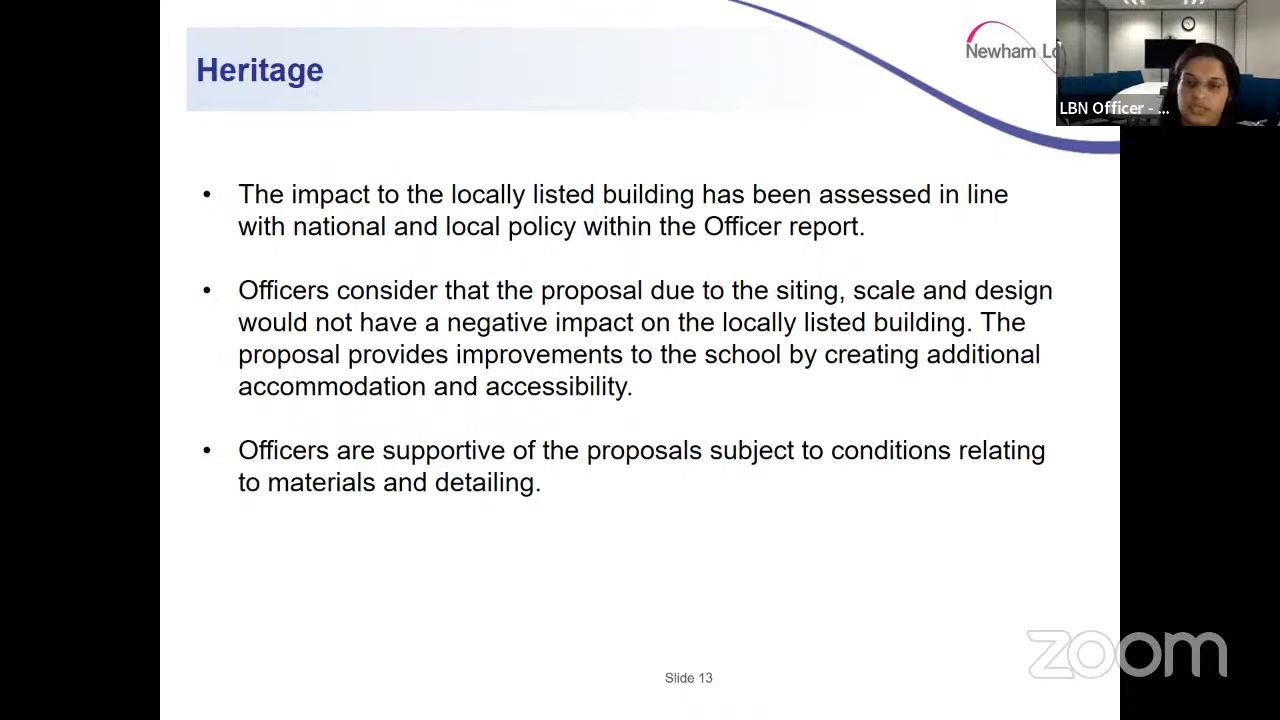 Heritage
Newham Lo
LBN Officer - ...
• The impact to the locally listed building has been assessed in line
with national and local policy within the Officer report.
• Officers consider that the proposal due to the siting, scale and design
would not have a negative impact on the locally listed building. The
proposal provides improvements to the school by creating additional
accommodation and accessibility.
• Officers are supportive of the proposals subject to conditions relating
to materials and detailing.
zoom
Slide 13